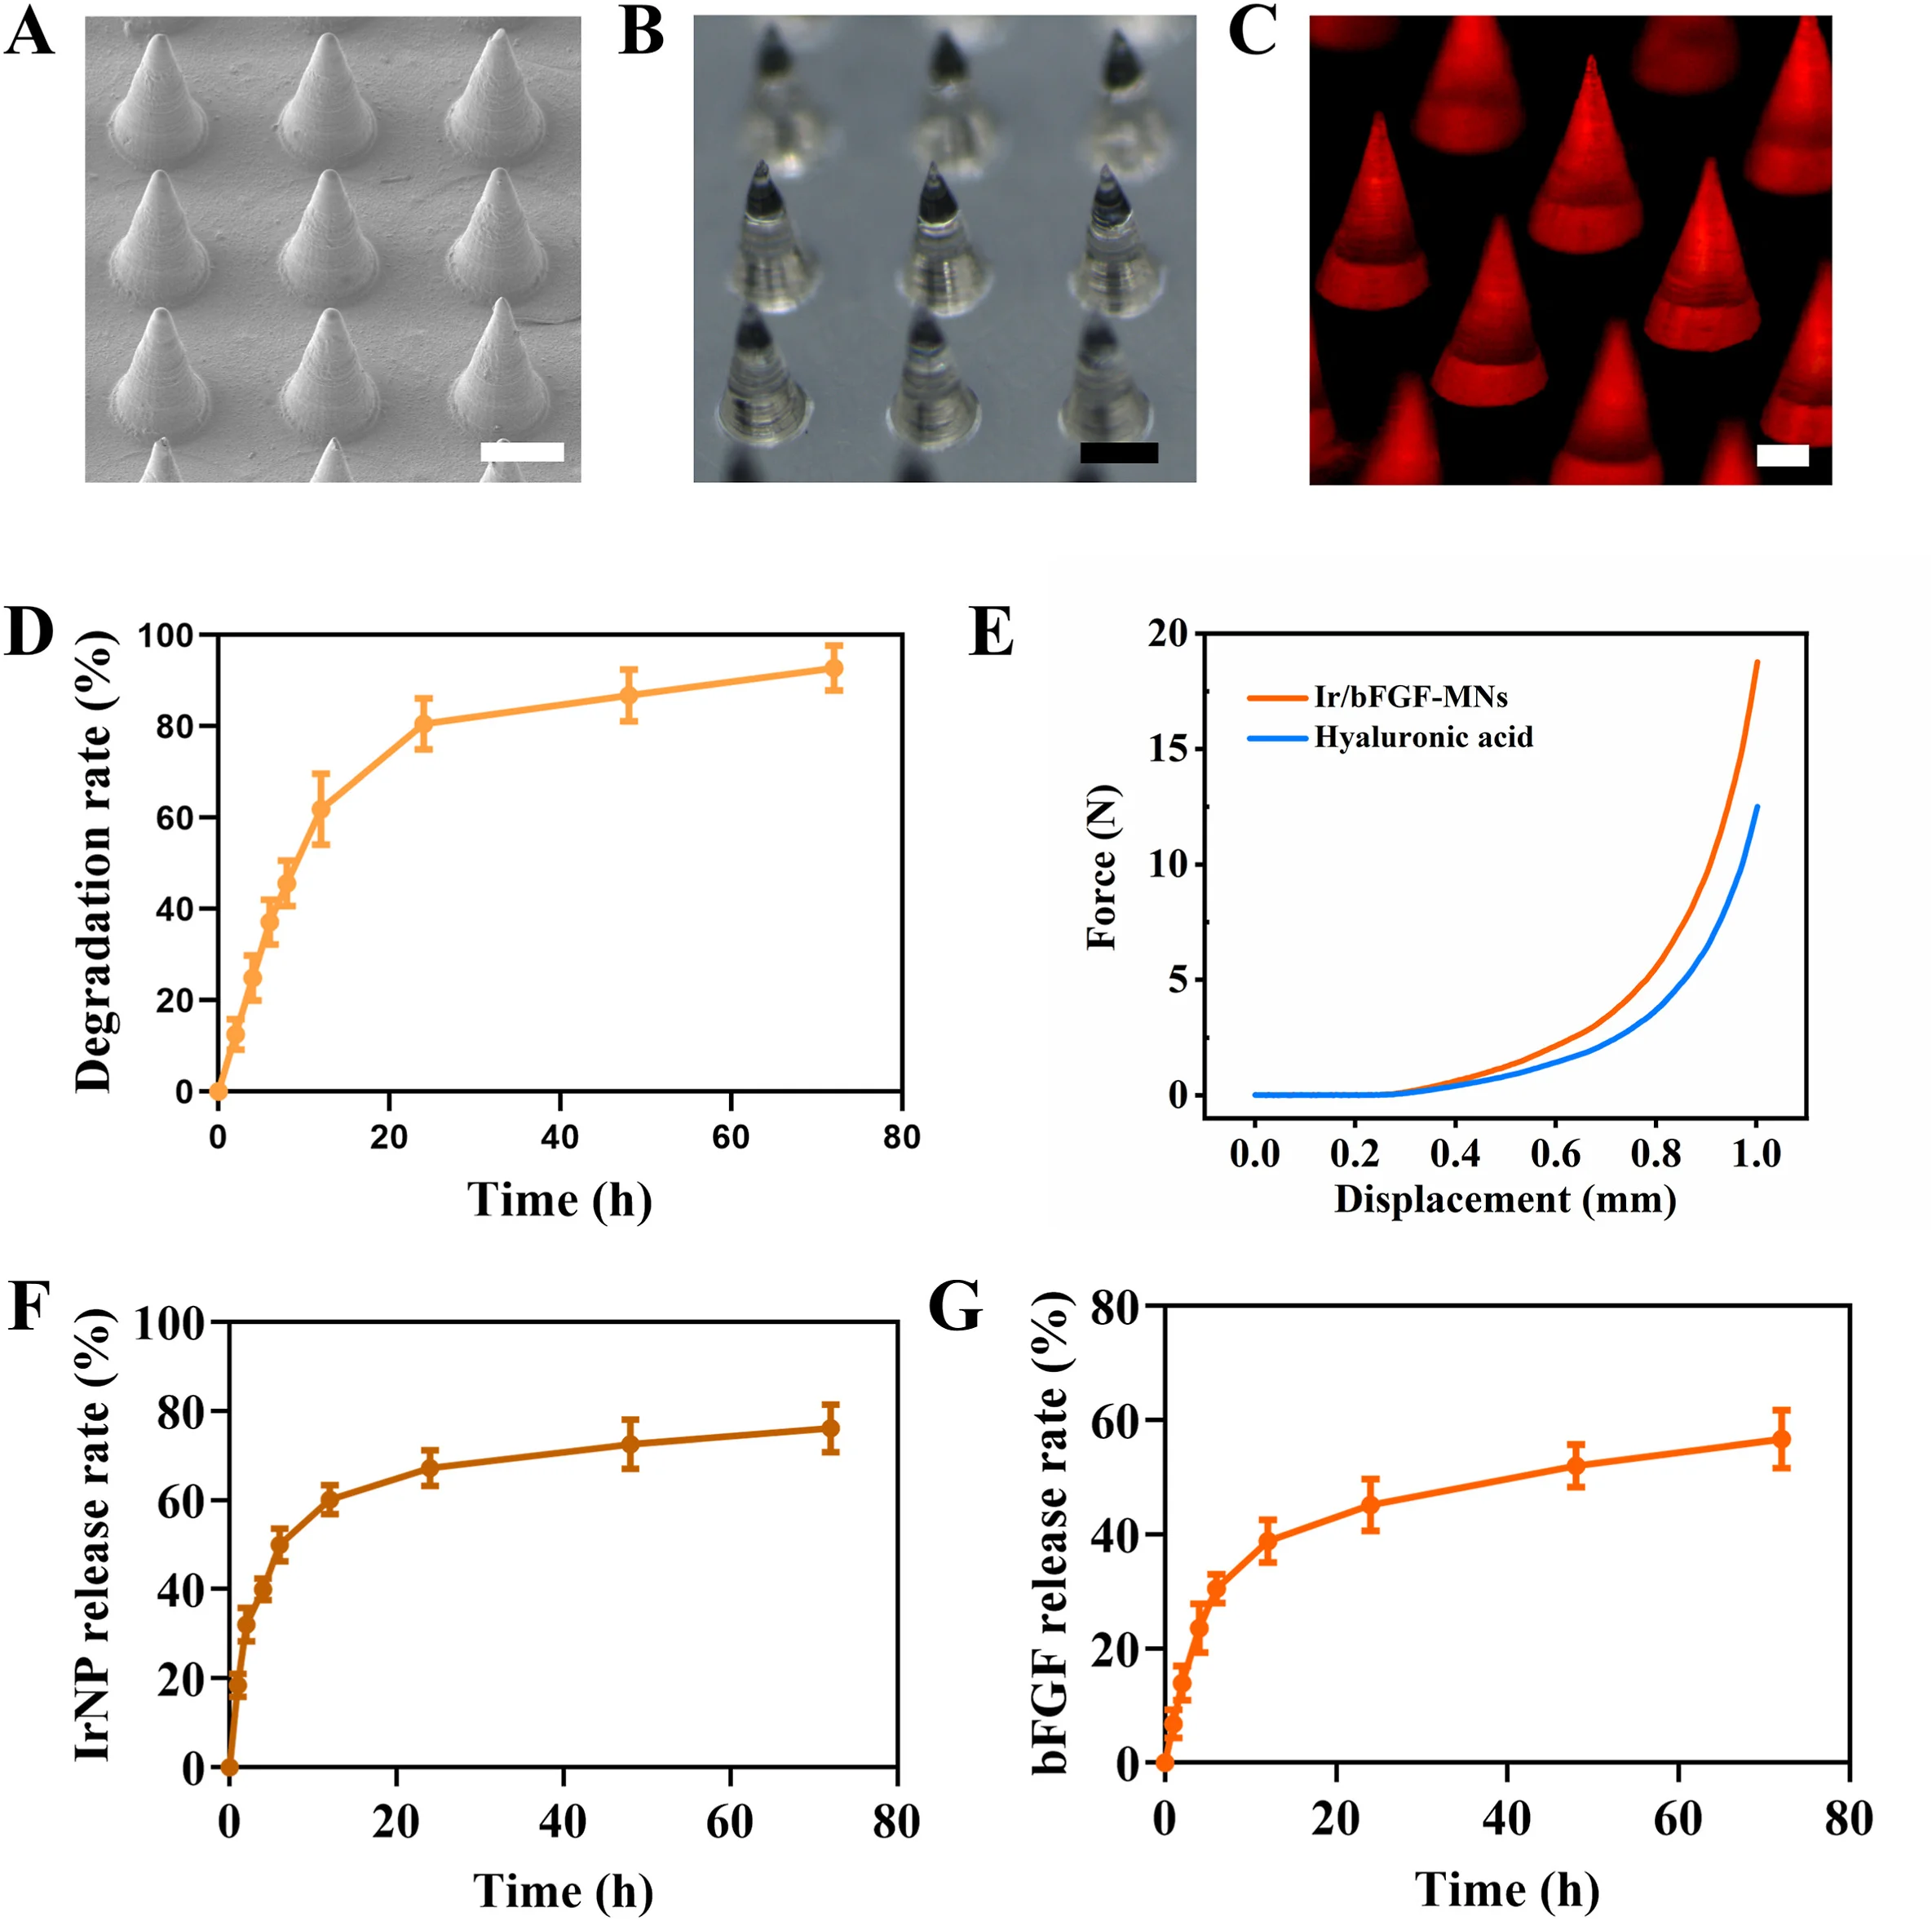 A
B
C
D
Degradation rate (%)
100
80
60
40
20
0
0 20 40 60 80
Time (h)
E
Force (N)
20
15
10
5
0
Ir/bFGF-MNs
Hyaluronic acid
0.0 0.2 0.4 0.6 0.8 1.0
Displacement (mm)
F
IrNP release rate (%)
100
80
60
40
20
0
0 20 40 60 80
Time (h)
G
bFGF release rate (%)
80
60
40
20
0
0 20 40 60 80
Time (h)